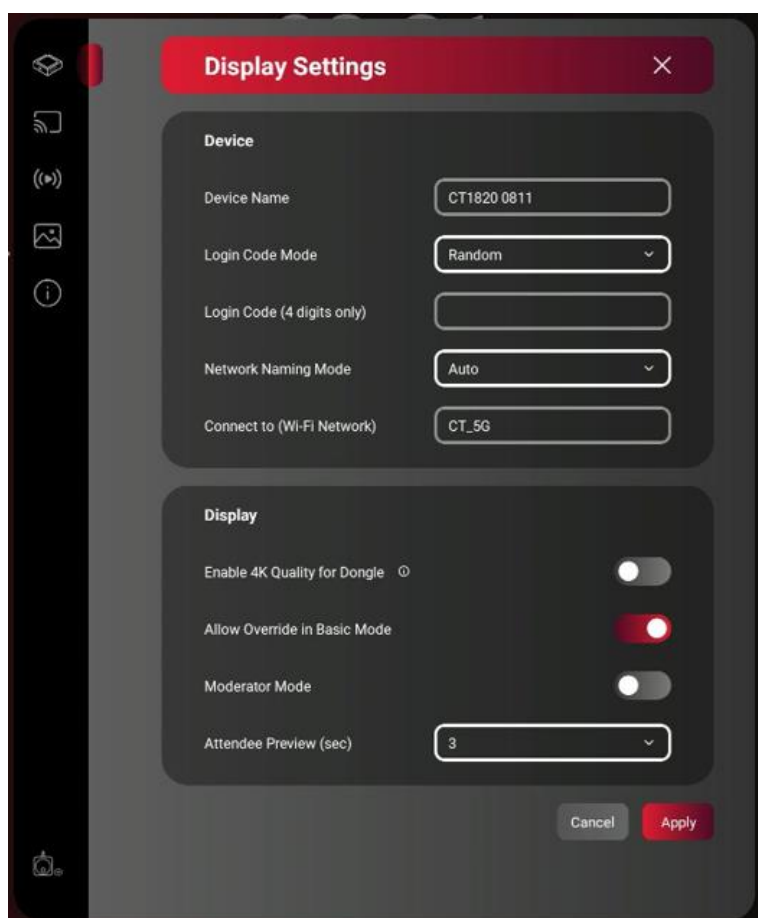 Display Settings
Device
Device Name CT1820 0811
Login Code Mode Random
Login Code (4 digits only)
Network Naming Mode Auto
Connect to (Wi-Fi Network) CT_5G
Display
Enable 4K Quality for Dongle
Allow Override in Basic Mode
Moderator Mode
Attendee Preview (sec) 3
Cancel Apply